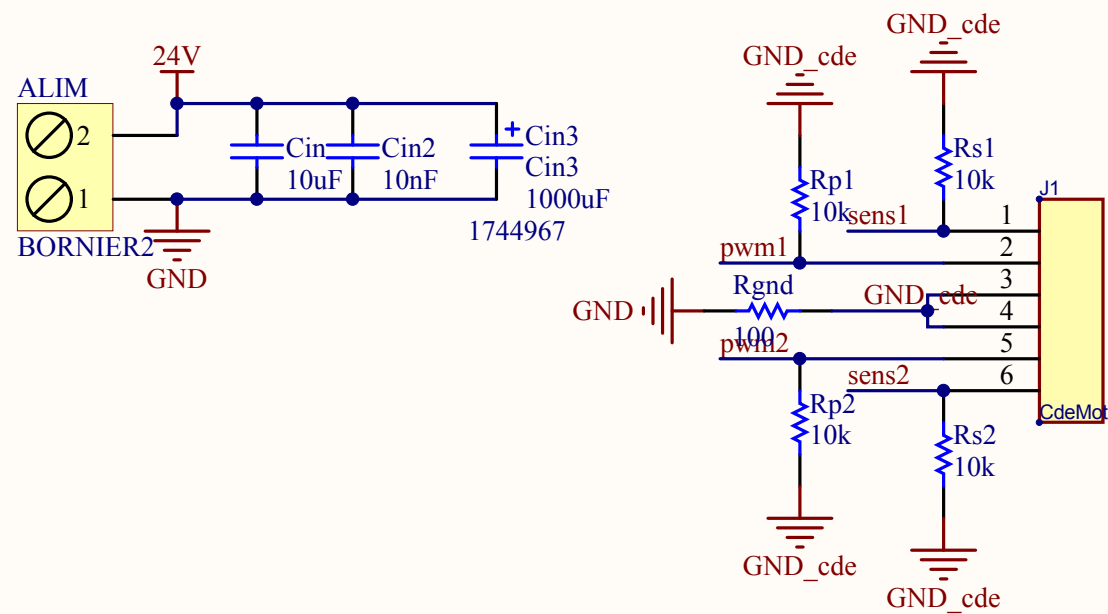 24V
ALIM
2
1
BORNIER2
GND
Cin
10uF
Cin2
10nF
Cin3
Cin3
1000uF
1744967
GND_cde
GND_cde
Rp1
10k
Rs1
10k
sens1
pwm1
J1
1
2
3
4
5
6
CdeMot
GND
Rgnd
100
GND_cde
pwm2
sens2
Rp2
10k
Rs2
10k
GND_cde
GND_cde